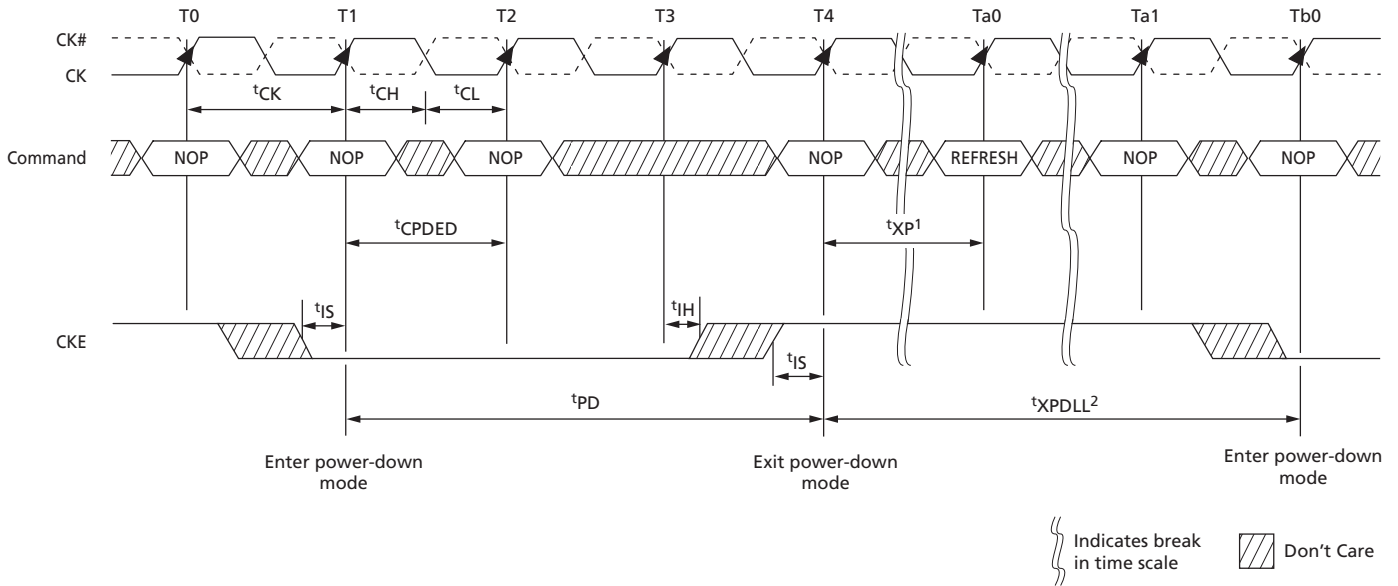 T0 T1 T2 T3 T4 Ta0 Ta1 Tb0
CK#
CK
tCK tCH tCL
Command NOP NOP NOP NOP REFRESH NOP NOP
tCPDED tXP1
tIS tIH
CKE
tIS
tPD tXPDLL2
Enter power-down mode
Exit power-down mode
Enter power-down mode
Indicates break
in time scale
Don't Care